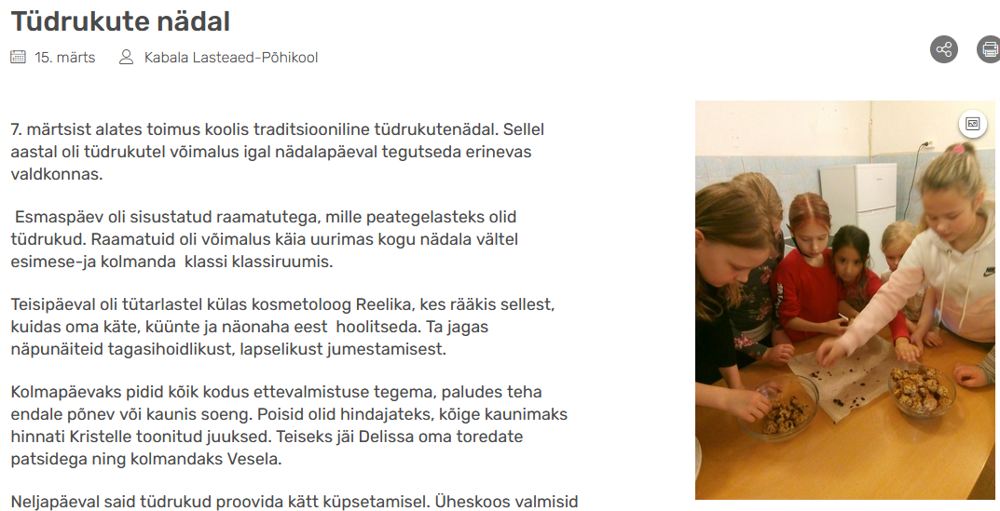 Tüdrukute nädal
15. märts Kabala Lasteaed-Põhikool
7. märtsist alates toimus koolis traditsiooniline tüdrukutenädal. Sellel
aastal oli tüdrukutel võimalus igal nädalapäeval tegutseda erinevas
valdkonnas.
Esmaspäev oli sisustatud raamatutega, mille peategelasteks olid
tüdrukud. Raamatuid oli võimalus käia uurimas kogu nädala vältel
esimese-ja kolmanda  klassi klassiruumis.
Teisipäeval oli tütarlastel külas kosmetoloog Reelika, kes rääkis sellest,
kuidas oma käte, küünte ja näonaha eest  hoolitseda. Ta jagas
näpunäiteid tagasihoidlikust, lapselikust jumestamisest.
Kolmapäevaks pidid kõik kodus ettevalmistuse tegema, paludes teha
endale põnev või kaunis soeng. Poisid olid hindajateks, kõige kaunimaks
hinnati Kristelle toonitud juuksed. Teiseks jäi Delissa oma toredate
patsidega ning kolmandaks Vesela.
Neljapäeval said tüdrukud proovida kätt küpsetamisel. Üheskoos valmisid